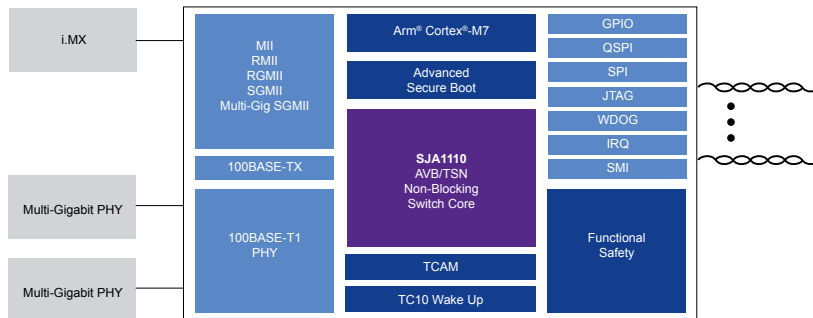 i.MX
Multi-Gigabit PHY
Multi-Gigabit PHY
MII
RMII
RGMII
SGMII
Multi-Gig SGMII
100BASE-TX
100BASE-T1
PHY
Arm® Cortex®-M7
Advanced
Secure Boot
SJA1110
AVB/TSN
Non-Blocking
Switch Core
TCAM
TC10 Wake Up
GPIO
QSPI
SPI
JTAG
WDOG
IRQ
SMI
Functional
Safety